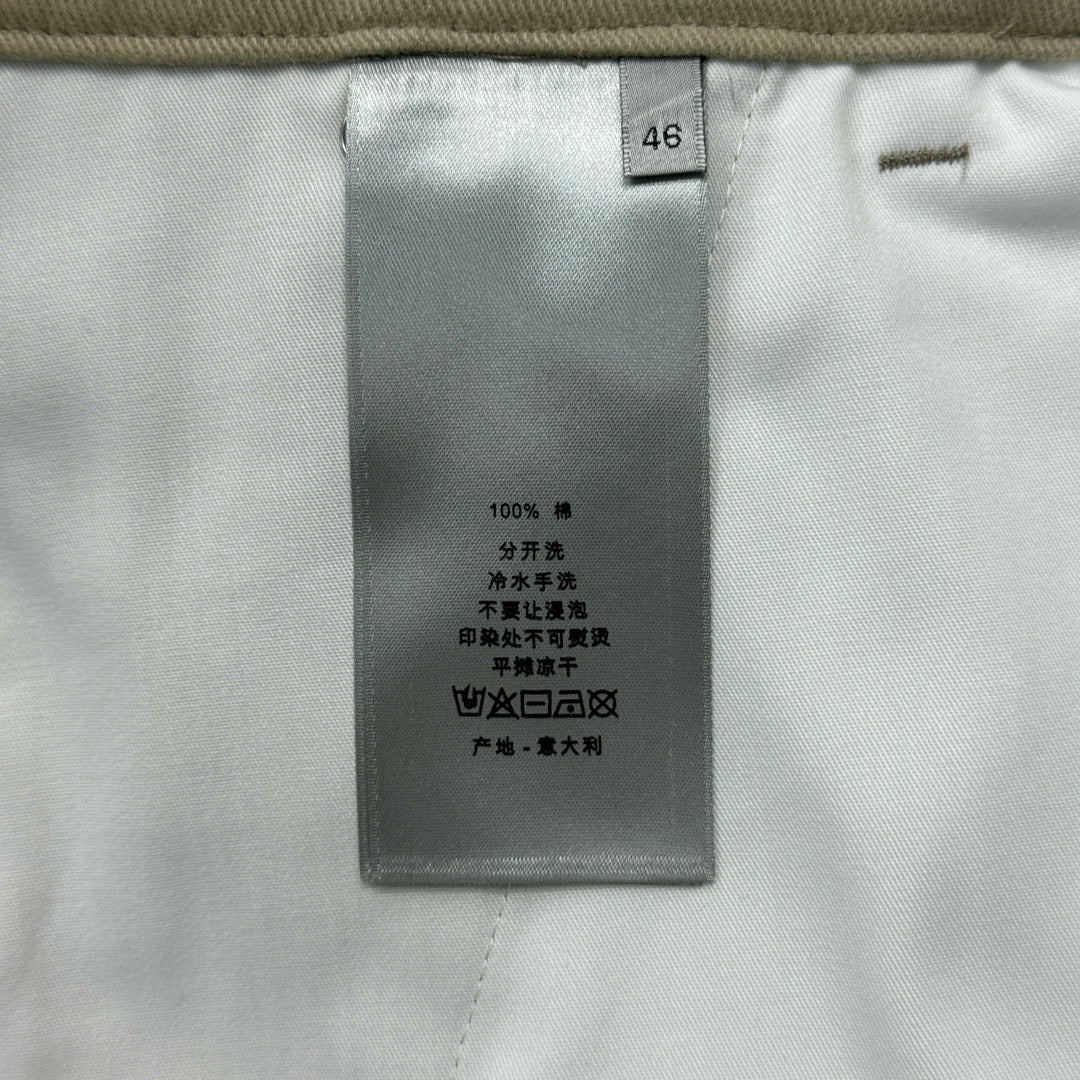 46
100% 棉
分开洗
冷水手洗
不要让漫泡
印染处不可熨烫
平摊凉干
产地 - 意大利